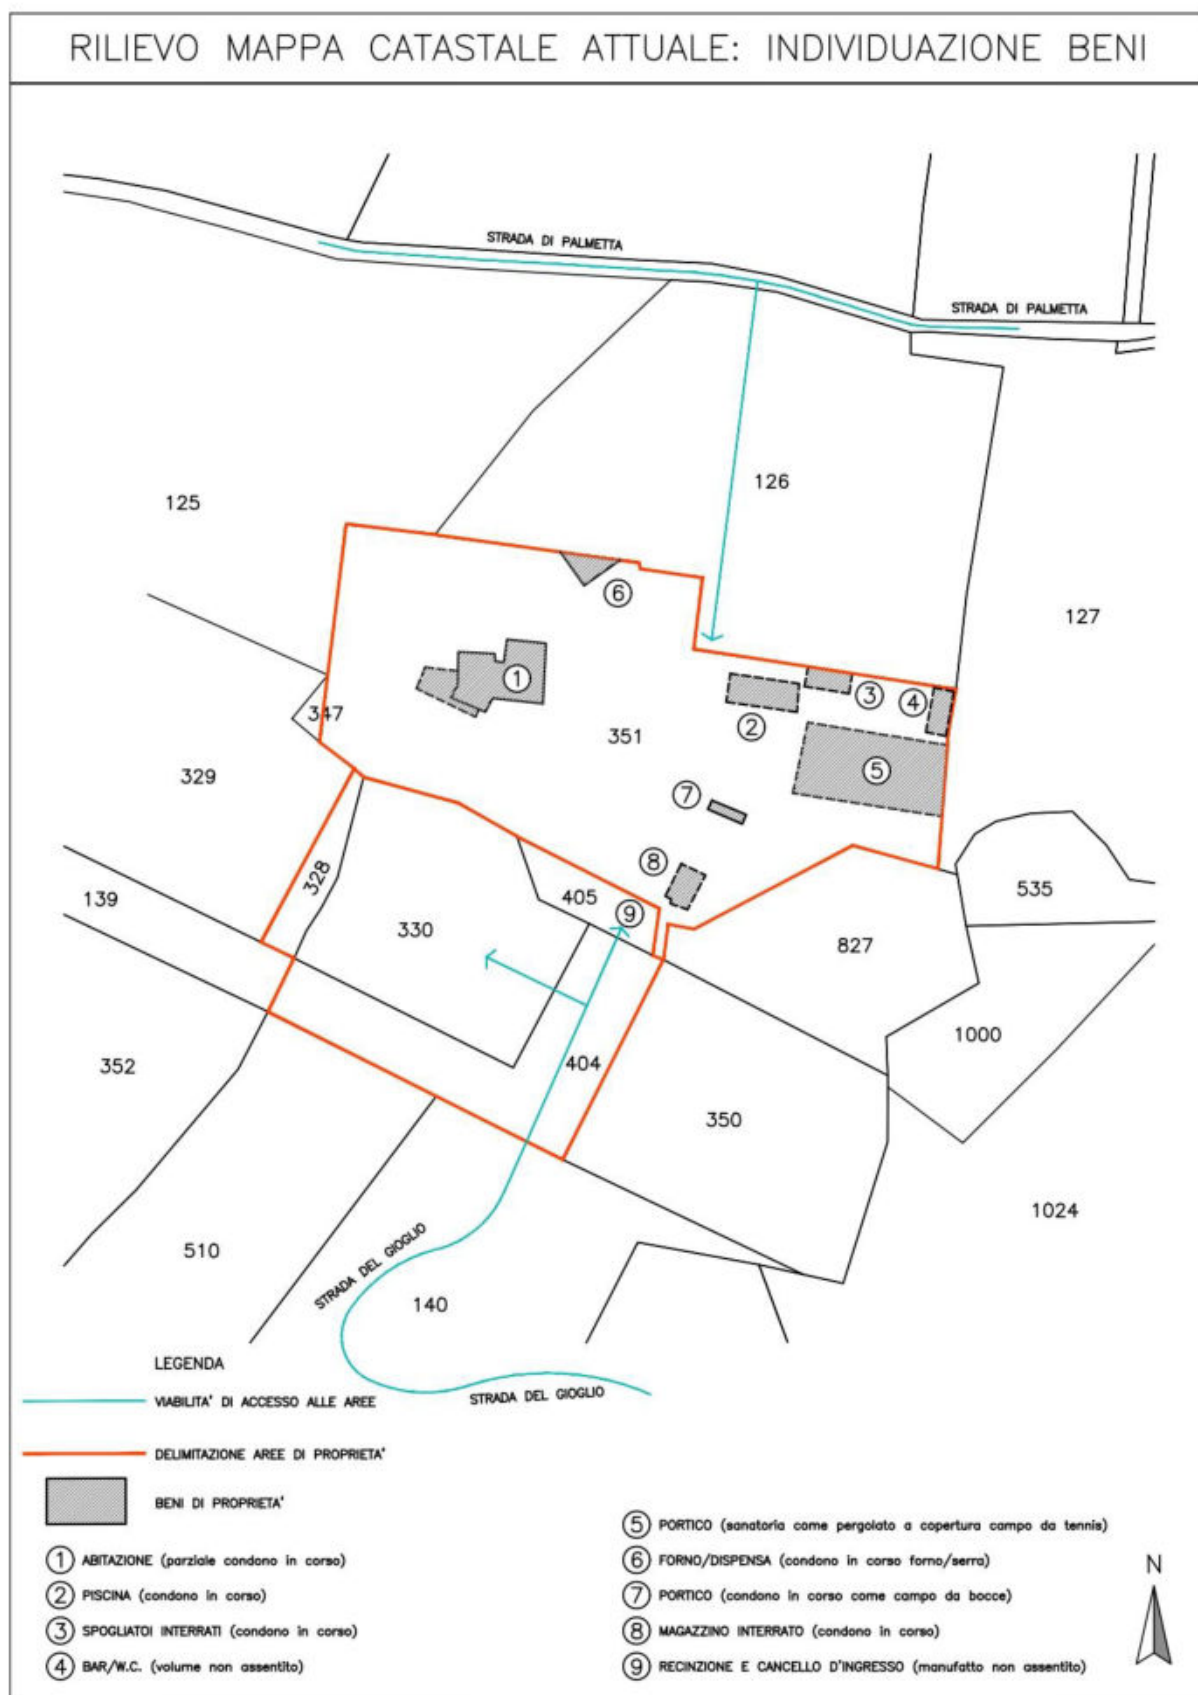 RILIEVO MAPPA CATASTALE ATTUALE: INDIVIDUAZIONE BENI
STRADA DI PALMETTA
STRADA DI PALMETTA
126
125
6
127
1
3
4
347
2
351
5
329
7
8
328
535
139
405
9
330
827
1000
352
404
350
1024
510
STRADA DEL GIOGLIO
140
LEGENDA
STRADA DEL GIOGLIO
VIABILITA' DI ACCESSO ALLE AREE
DELIMITAZIONE AREE DI PROPRIETA'
BENI DI PROPRIETA'
1 ABITAZIONE (parziale condono in corso)
2 PISCINA (condono in corso)
3 SPOGLIATOI INTERRATI (condono in corso)
4 BAR/W.C. (volume non assentito)
5 PORTICO (sanatoria come pergolato a copertura campo da tennis)
6 FORNO/DISPENSA (condono in corso forno/serra)
7 PORTICO (condono in corso come campo da bocce)
8 MAGAZZINO INTERRATO (condono in corso)
9 RECINZIONE E CANCELLO D'INGRESSO (manufatto non assentito)
N